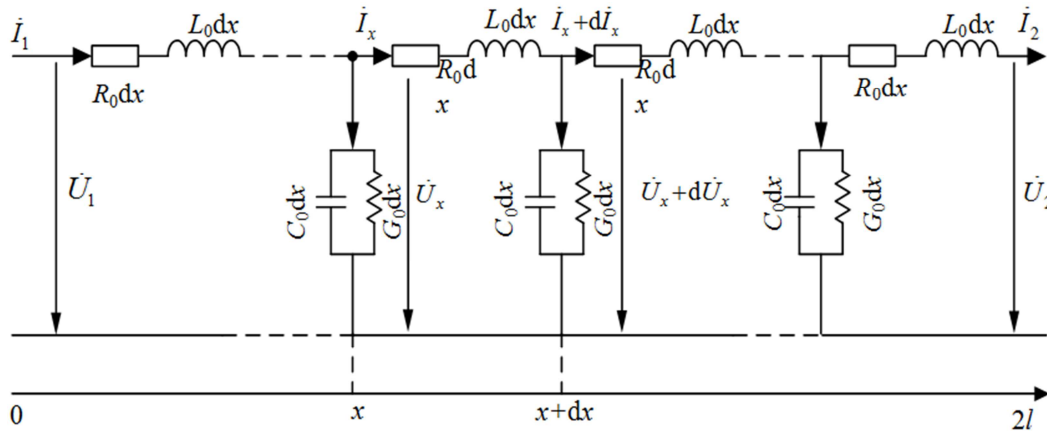 İ₁
L₀dx
İₓ
L₀dx
İₓ+dİₓ
L₀dx
L₀dx
İ₂
R₀dx
R₀d
x
R₀d
x
R₀dx
U̇₁
C₀dx
G₀dx
U̇ₓ
C₀dx
G₀dx
U̇ₓ+dU̇ₓ
C₀dx
G₀dx
U̇₂
0
x
x+dx
2l